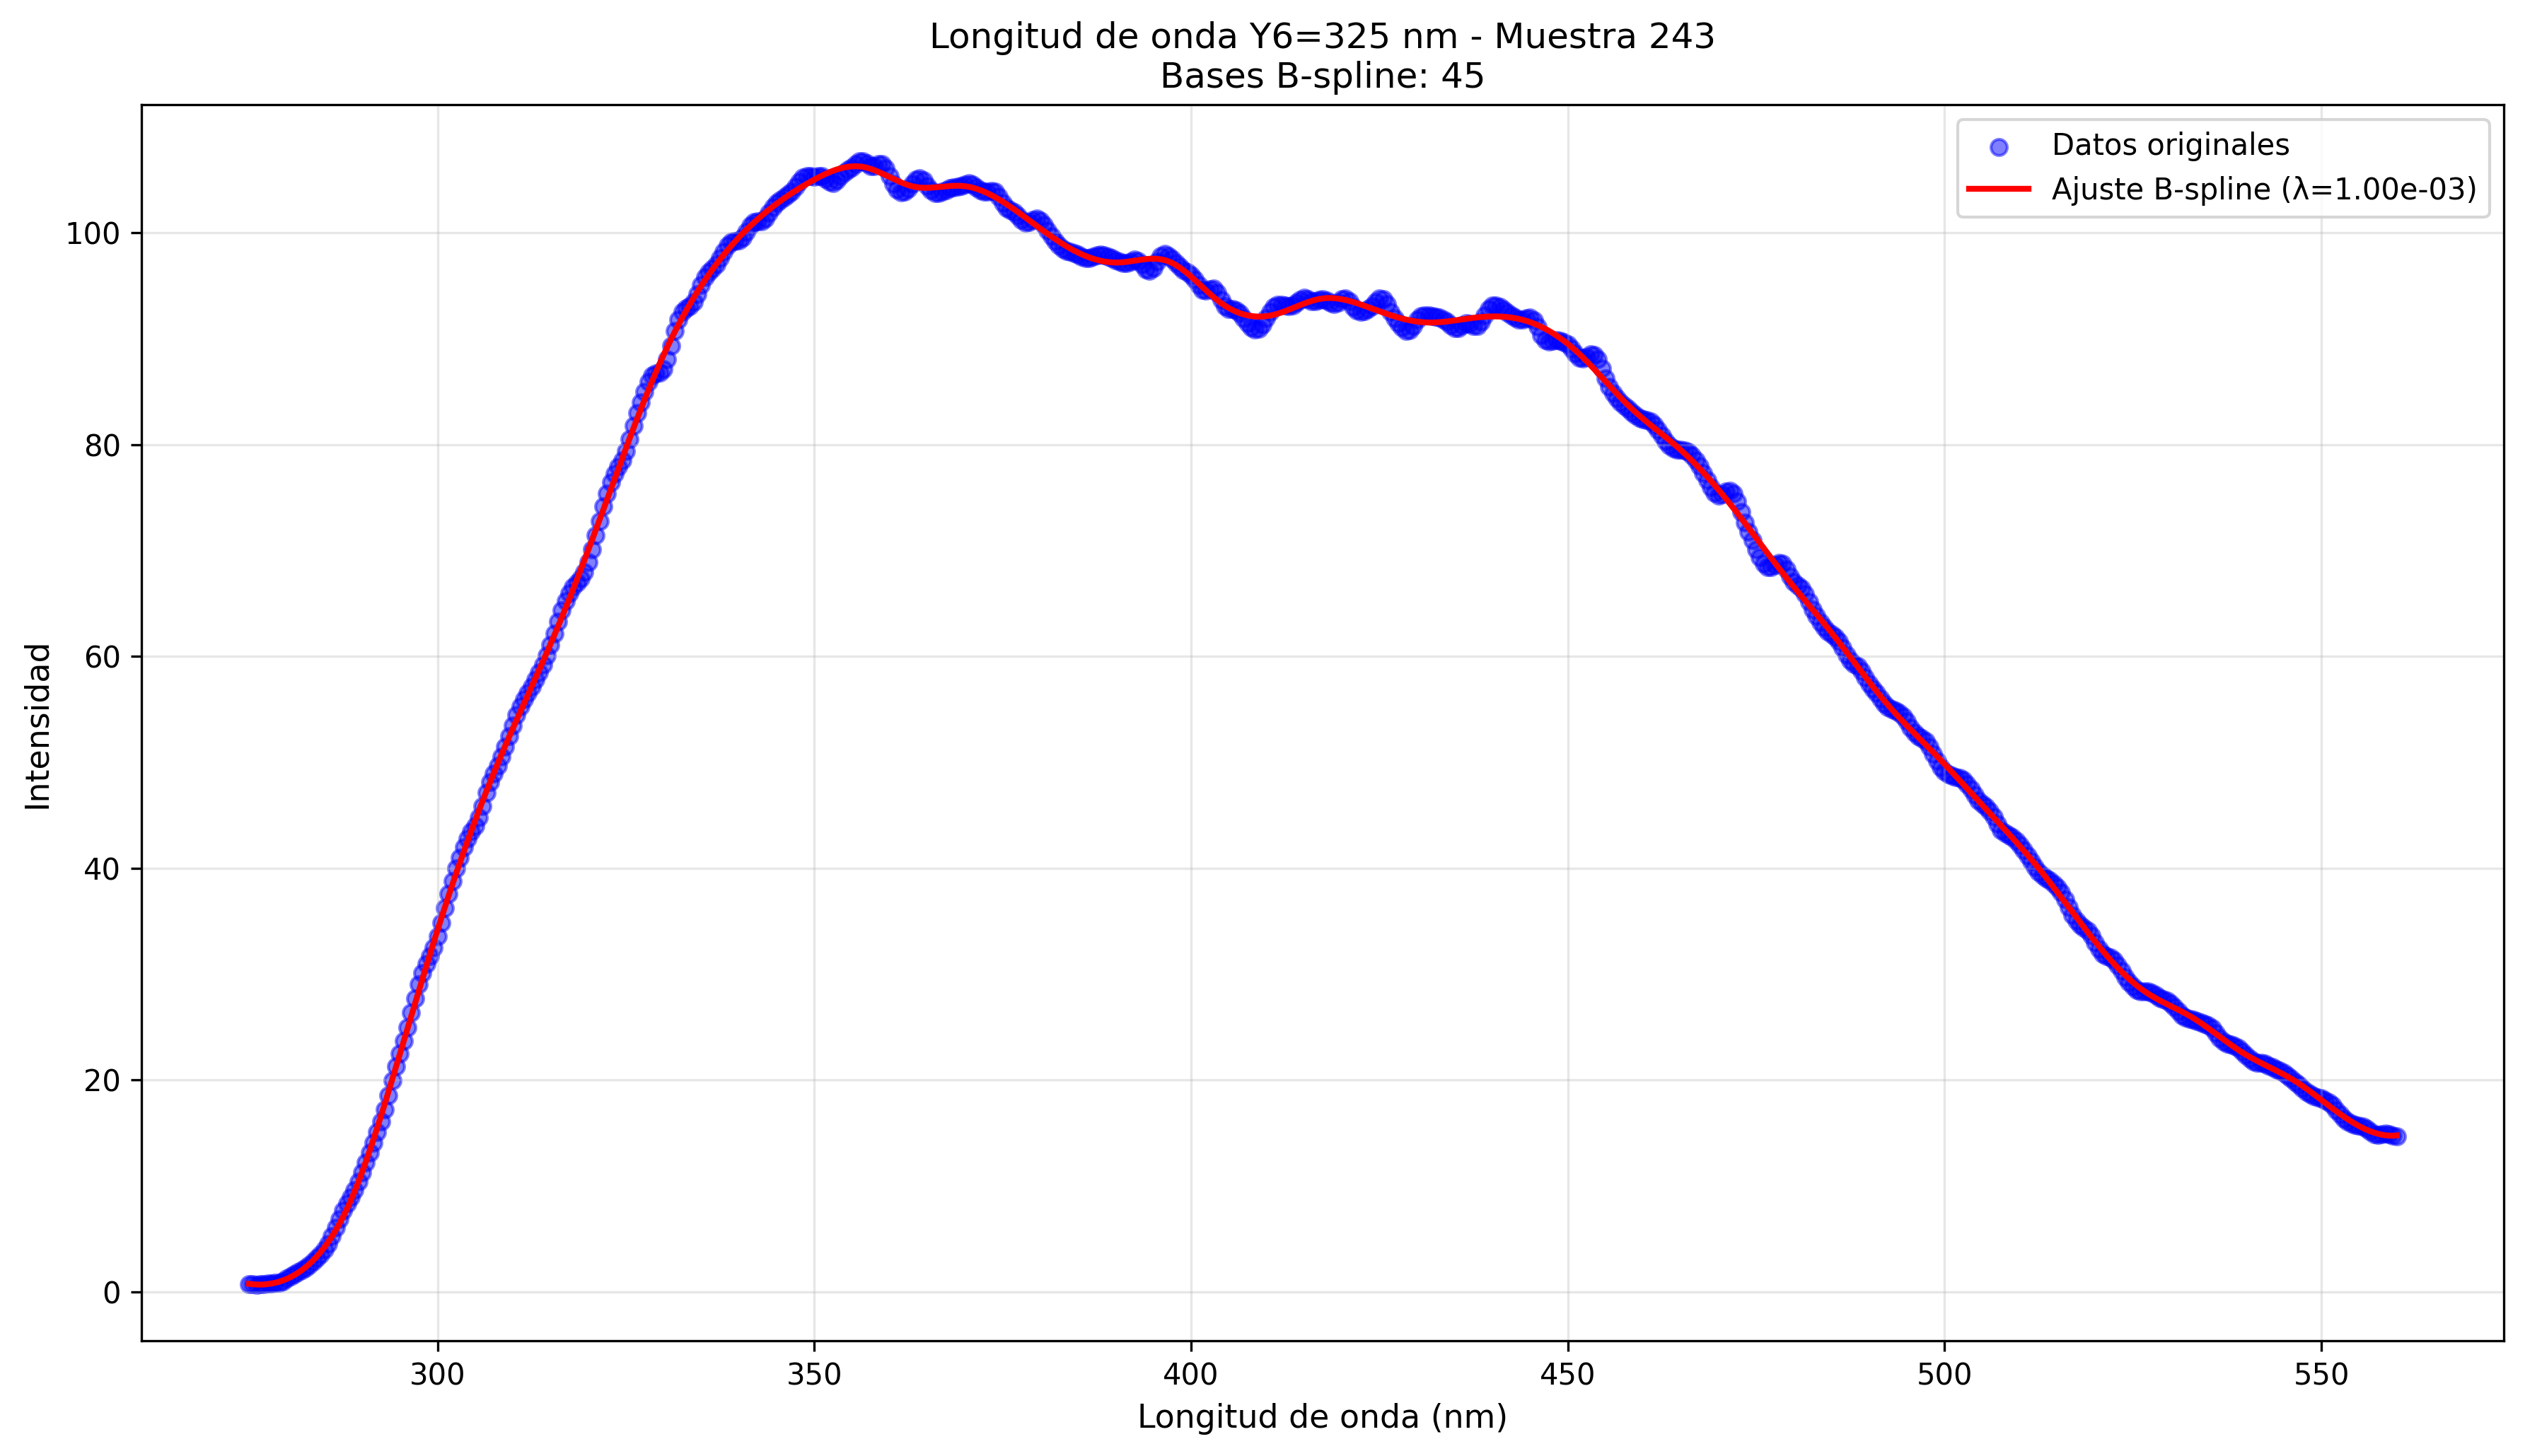 Longitud de onda Y6=325 nm - Muestra 243
Bases B-spline: 45
Datos originales
Ajuste B-spline (λ=1.00e-03)
Intensidad
100
80
60
40
20
0
300 350 400 450 500 550
Longitud de onda (nm)